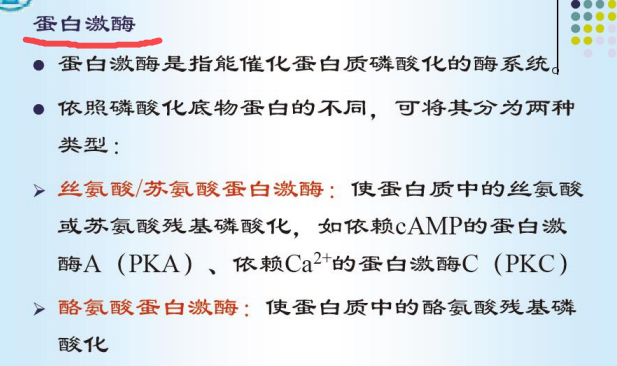 蛋白激酶
蛋白激酶是指能催化蛋白质磷酸化的酶系统。
依照磷酸化底物蛋白的不同，可将其分为两种
类型：
丝氨酸/苏氨酸蛋白激酶：使蛋白质中的丝氨酸
或苏氨酸残基磷酸化，如依赖cAMP的蛋白激
酶A（PKA）、依赖Ca²⁺的蛋白激酶C（PKC）
酪氨酸蛋白激酶：使蛋白质中的酪氨酸残基磷
酸化